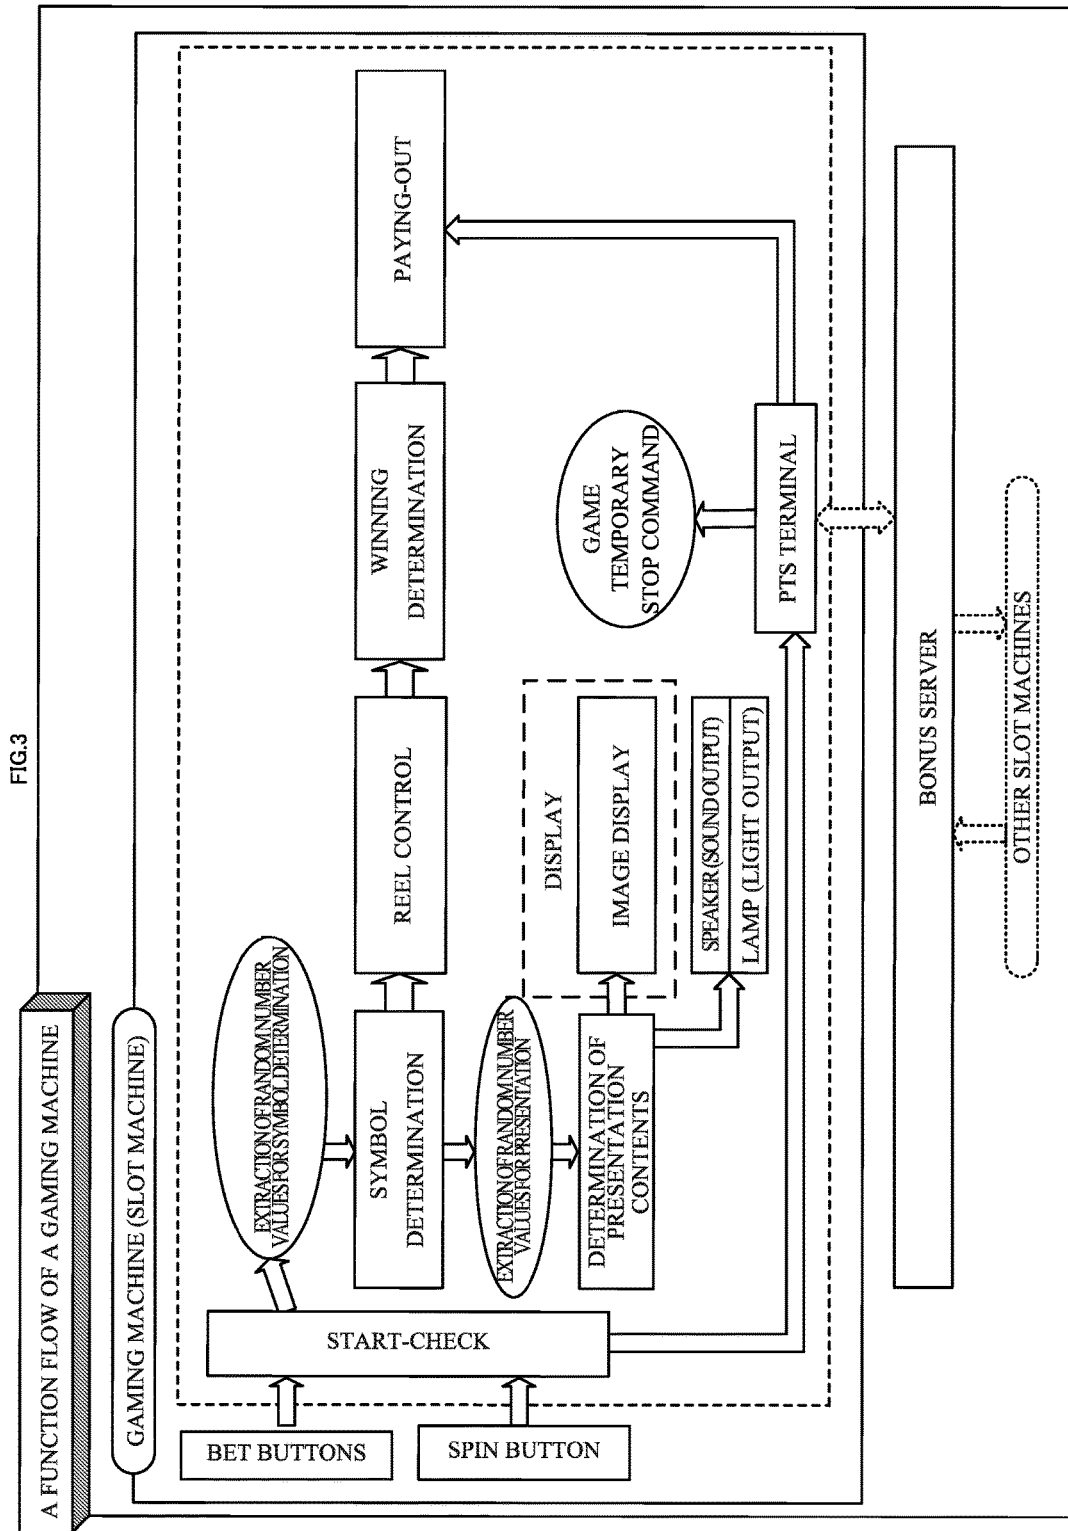 FIG.3
A FUNCTION FLOW OF A GAMING MACHINE
GAMING MACHINE (SLOT MACHINE)
BET BUTTONS
SPIN BUTTON
START-CHECK
EXTRACTION OF RANDOM NUMBER
VALUES FOR SYMBOL DETERMINATION
SYMBOL
DETERMINATION
REEL CONTROL
WINNING
DETERMINATION
PAYING-OUT
EXTRACTION OF RANDOM NUMBER
VALUES FOR PRESENTATION
DETERMINATION OF
PRESENTATION
CONTENTS
DISPLAY
IMAGE DISPLAY
SPEAKER (SOUND OUTPUT)
LAMP (LIGHT OUTPUT)
GAME
TEMPORARY
STOP COMMAND
PTS TERMINAL
BONUS SERVER
OTHER SLOT MACHINES